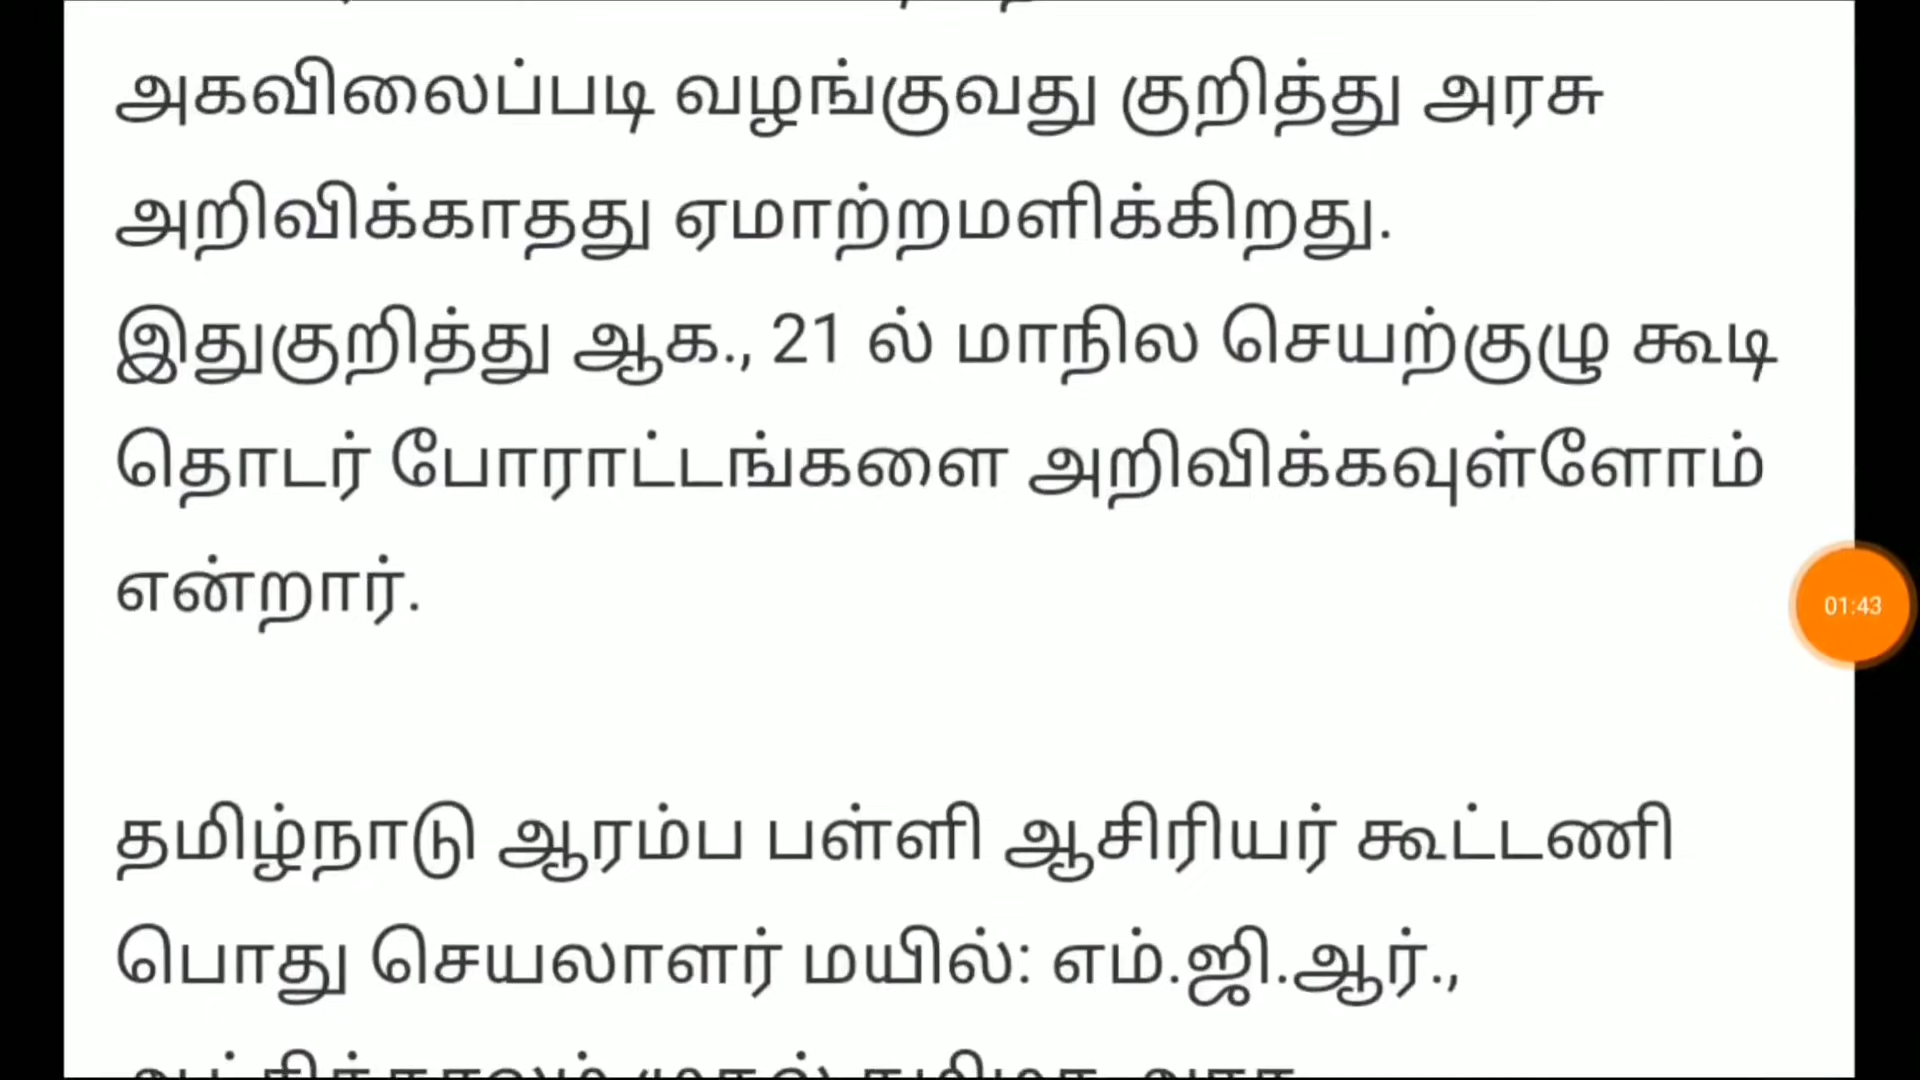 அகவிலைப்படி வழங்குவது குறித்து அரசு
அறிவிக்காதது ஏமாற்றமளிக்கிறது.
இதுகுறித்து ஆக., 21 ல் மாநில செயற்குழு கூடி
தொடர் போராட்டங்களை அறிவிக்கவுள்ளோம்
என்றார்.
01:43
தமிழ்நாடு ஆரம்ப பள்ளி ஆசிரியர் கூட்டணி
பொது செயலாளர் மயில்: எம்.ஜி.ஆர்.,